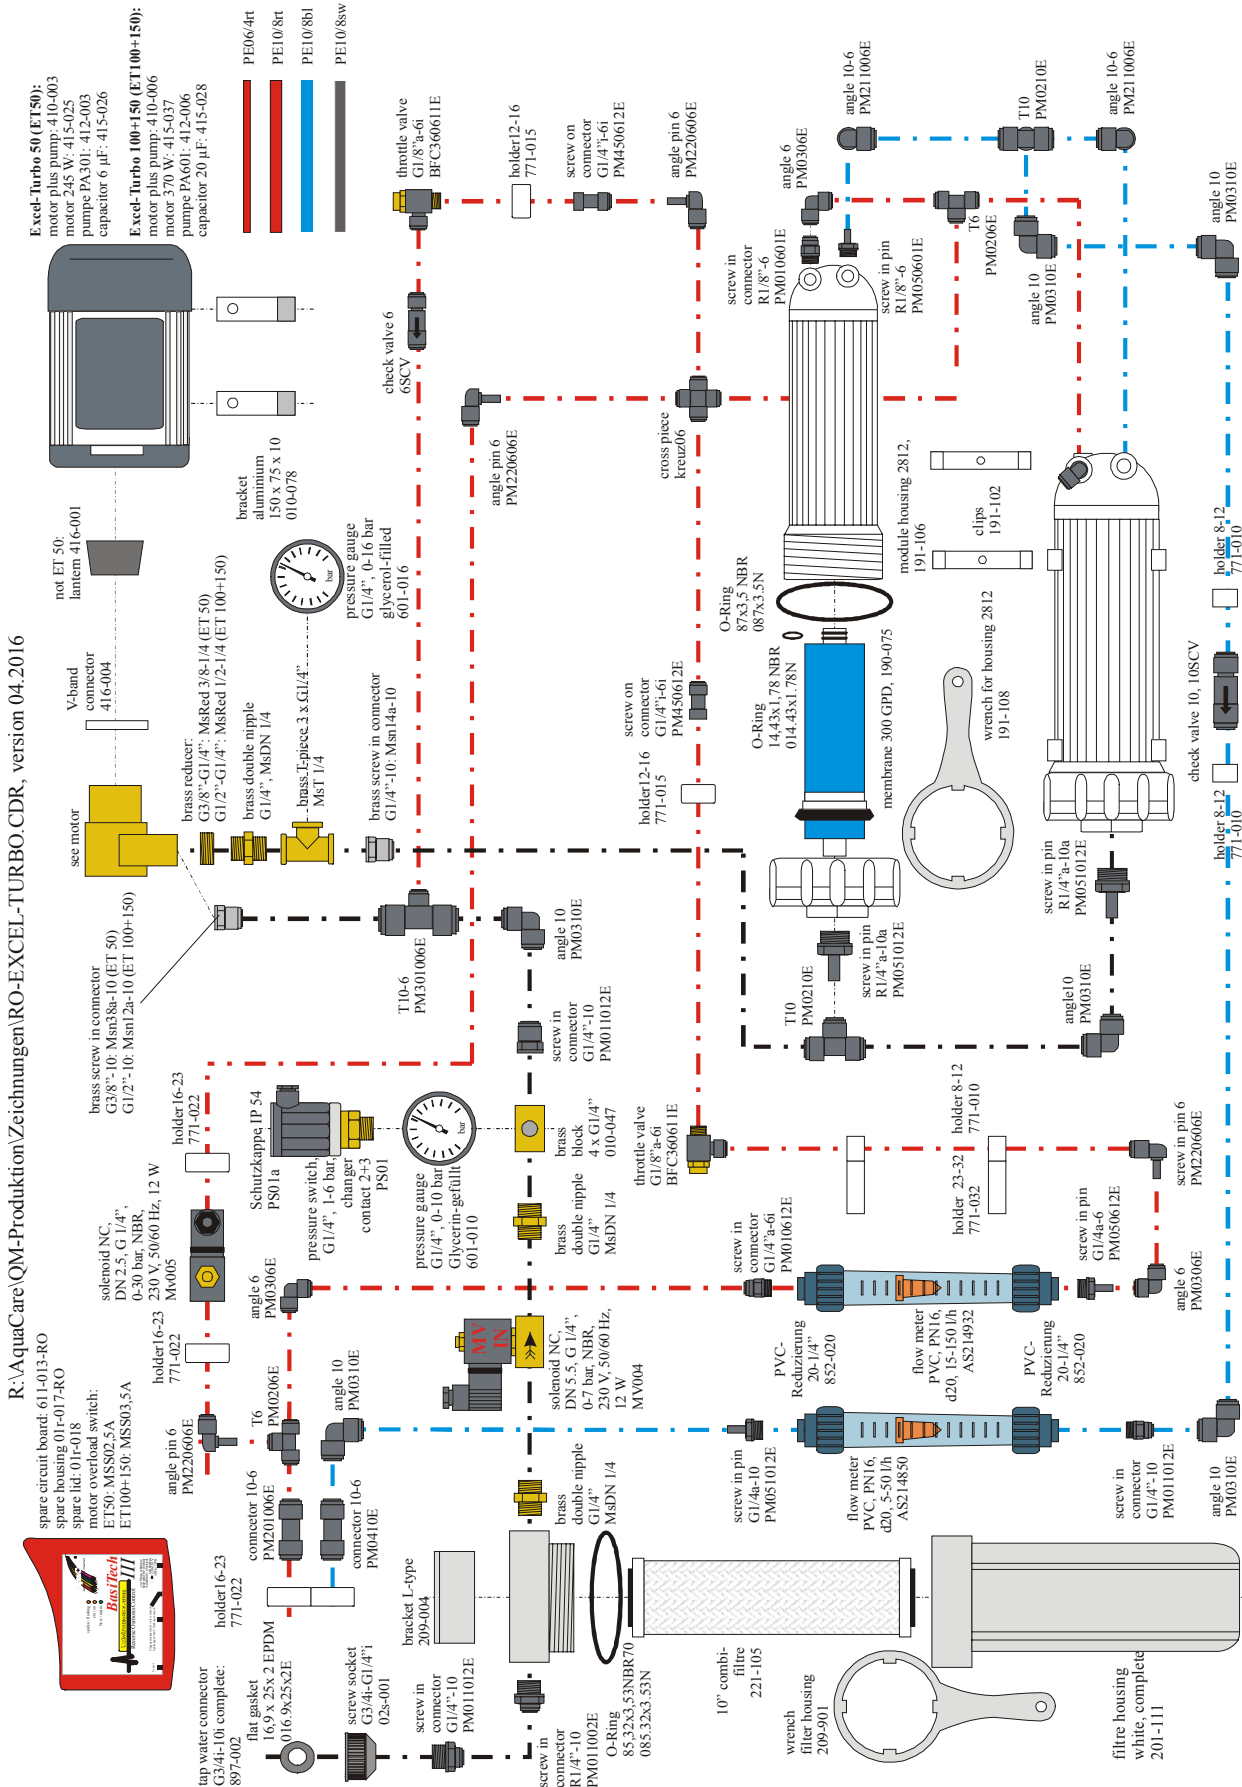 R:\AquaCare\QM-Produktion\Zeichnungen\RO-EXCEL-TURBO.CDR, version 04.2016
spare circuit board: 611-013-RO
spare housing 01r-017-RO
spare lid: 01r-018
motor overload switch:
ET50: MSS02,5A
ET100+150: MSS03,5A
BasiTech
III
tap water connector
G3/4i-10i complete:
897-002
flat gasket
16,9 x 25x 2 EPDM
016.9x25x2E
screw socket
G3/4i-G1/4"i
02s-001
screw in
connector
G1/4"-10
PM011012E
screw in
connector
R1/4"-10
PM011002E
holder16-23
771-022
conncetor 10-6
PM201006E
connector 10-6
PM0410E
bracket L-type
209-004
O-Ring
85,32x3,53NBR70
085.32x3.53N
10" combi-
filtre
221-105
wrench
filter housing
209-901
filtre housing
white, complete
201-111
angle pin 6
PM220606E
T6
PM0206E
angle 10
PM0310E
angle 6
PM0306E
holder16-23
771-022
solenoid NC,
DN 2.5, G 1/4",
0-30 bar, NBR,
230 V, 50/60 Hz, 12 W
Mv005
holder16-23
771-022
MV
IN
solenoid NC,
DN 5.5, G 1/4",
0-7 bar, NBR,
230 V, 50/60 Hz,
12 W
MV004
brass
double nipple
G1/4"
MsDN 1/4
brass
double nipple
G1/4"
MsDN 1/4
Schutzkappe IP 54
PS01a
pressure switch,
G1/4", 1-6 bar,
changer
contact 2+3
PS01
bar
pressure gauge
G1/4", 0-10 bar
Glycerin-gefüllt
601-010
brass
block
4 x G1/4"
010-047
screw in
connector
G1/4"-10
PM011012E
angle 10
PM0310E
T10-6
PM301006E
brass screw in connector
G3/8"-10: Msn38a-10 (ET 50)
G1/2"-10: Msn12a-10 (ET 100+150)
see motor
V-band
connector
416-004
not ET 50:
lantern 416-001
brass reducer:
G3/8"-G1/4": MsRed 3/8-1/4 (ET 50)
G1/2"-G1/4": MsRed 1/2-1/4 (ET 100+150)
brass double nipple
G1/4", MsDN 1/4
brass T-piece 3 x G1/4"
MsT 1/4
brass screw in connector
G1/4"-10: Msn14a-10
bracket
aluminium
150 x 75 x 10
010-078
bar
pressure gauge
G1/4", 0-16 bar
glycerol-filled
601-016
Excel-Turbo 50 (ET50):
motor plus pump: 410-003
motor 245 W: 415-025
pumpe PA301: 412-003
capacitor 6 µF: 415-026
Excel-Turbo 100+150 (ET100+150):
motor plus pump: 410-006
motor 370 W: 415-037
pumpe PA601: 412-006
capacitor 20 µF: 415-028
PE06/4rt
PE10/8rt
PE10/8bl
PE10/8sw
throttle valve
G1/8"a-6i
BFC360611E
check valve 6
6SCV
holder12-16
771-015
screw on
connector
G1/4"i-6i
PM450612E
angle pin 6
PM220606E
angle pin 6
PM220606E
cross piece
kreuz06
screw on
connector
G1/4"i-6i
PM450612E
holder12-16
771-015
throttle valve
G1/8"a-6i
BFC360611E
screw in
connector
R1/8"-6
PM010601E
angle 6
PM0306E
angle 10-6
PM211006E
screw in pin
R1/8"-6
PM050601E
T6
PM0206E
T10
PM0210E
angle 10-6
PM211006E
angle 10
PM0310E
angle 10
PM0310E
module housing 2812,
191-106
clips
191-102
O-Ring
87x3,5 NBR
087x3.5N
O-Ring
14,43x1,78 NBR
014.43x1.78N
membrane 300 GPD, 190-075
wrench for housing 2812
191-108
screw in pin
R1/4"a-10a
PM051012E
T10
PM0210E
screw in pin
R1/4"a-10a
PM051012E
angle10
PM0310E
holder 8-12
771-010
check valve 10, 10SCV
holder 8-12
771-010
holder 8-12
771-010
holder 23-32
771-032
screw in pin 6
PM220606E
screw in
connector
G1/4"a-6i
PM010612E
screw in pin
G1/4a-6
PM050612E
angle 6
PM0306E
PVC-
Reduzierung
20-1/4"
852-020
flow meter
PVC, PN16,
d20, 15-150 l/h
AS214932
PVC-
Reduzierung
20-1/4"
852-020
screw in pin
G1/4a-10
PM051012E
flow meter
PVC, PN16,
d20, 5-50 l/h
AS214850
screw in
connector
G1/4"-10
PM011012E
angle 10
PM0310E